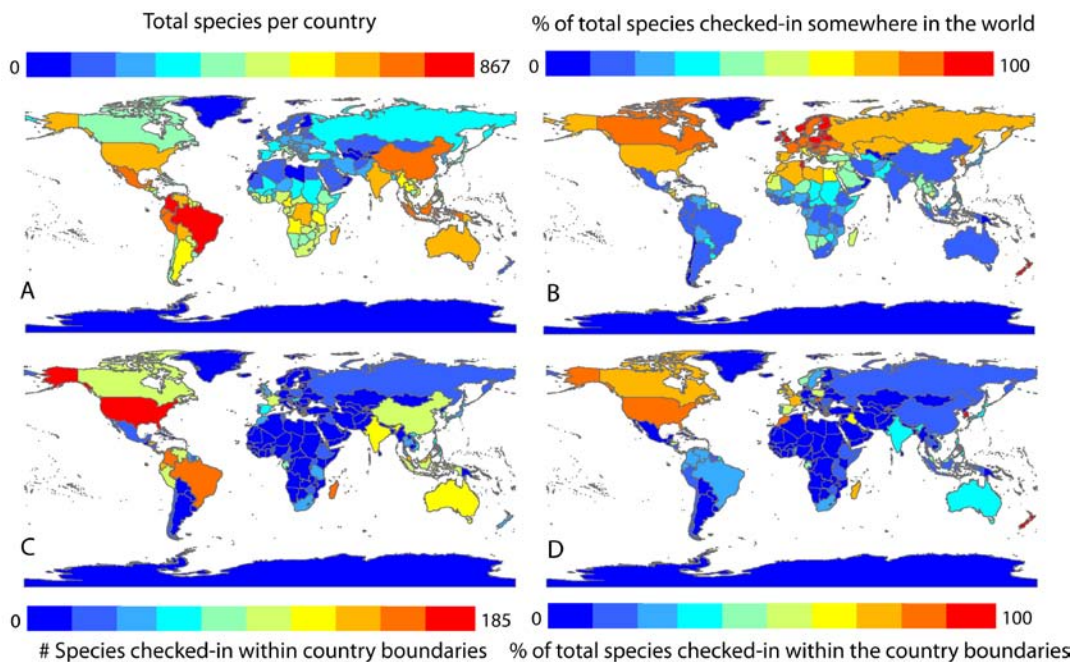 Total species per country
% of total species checked-in somewhere in the world
0 867
0 100
A
B
C
D
0 185
0 100
# Species checked-in within country boundaries
% of total species checked-in within the country boundaries